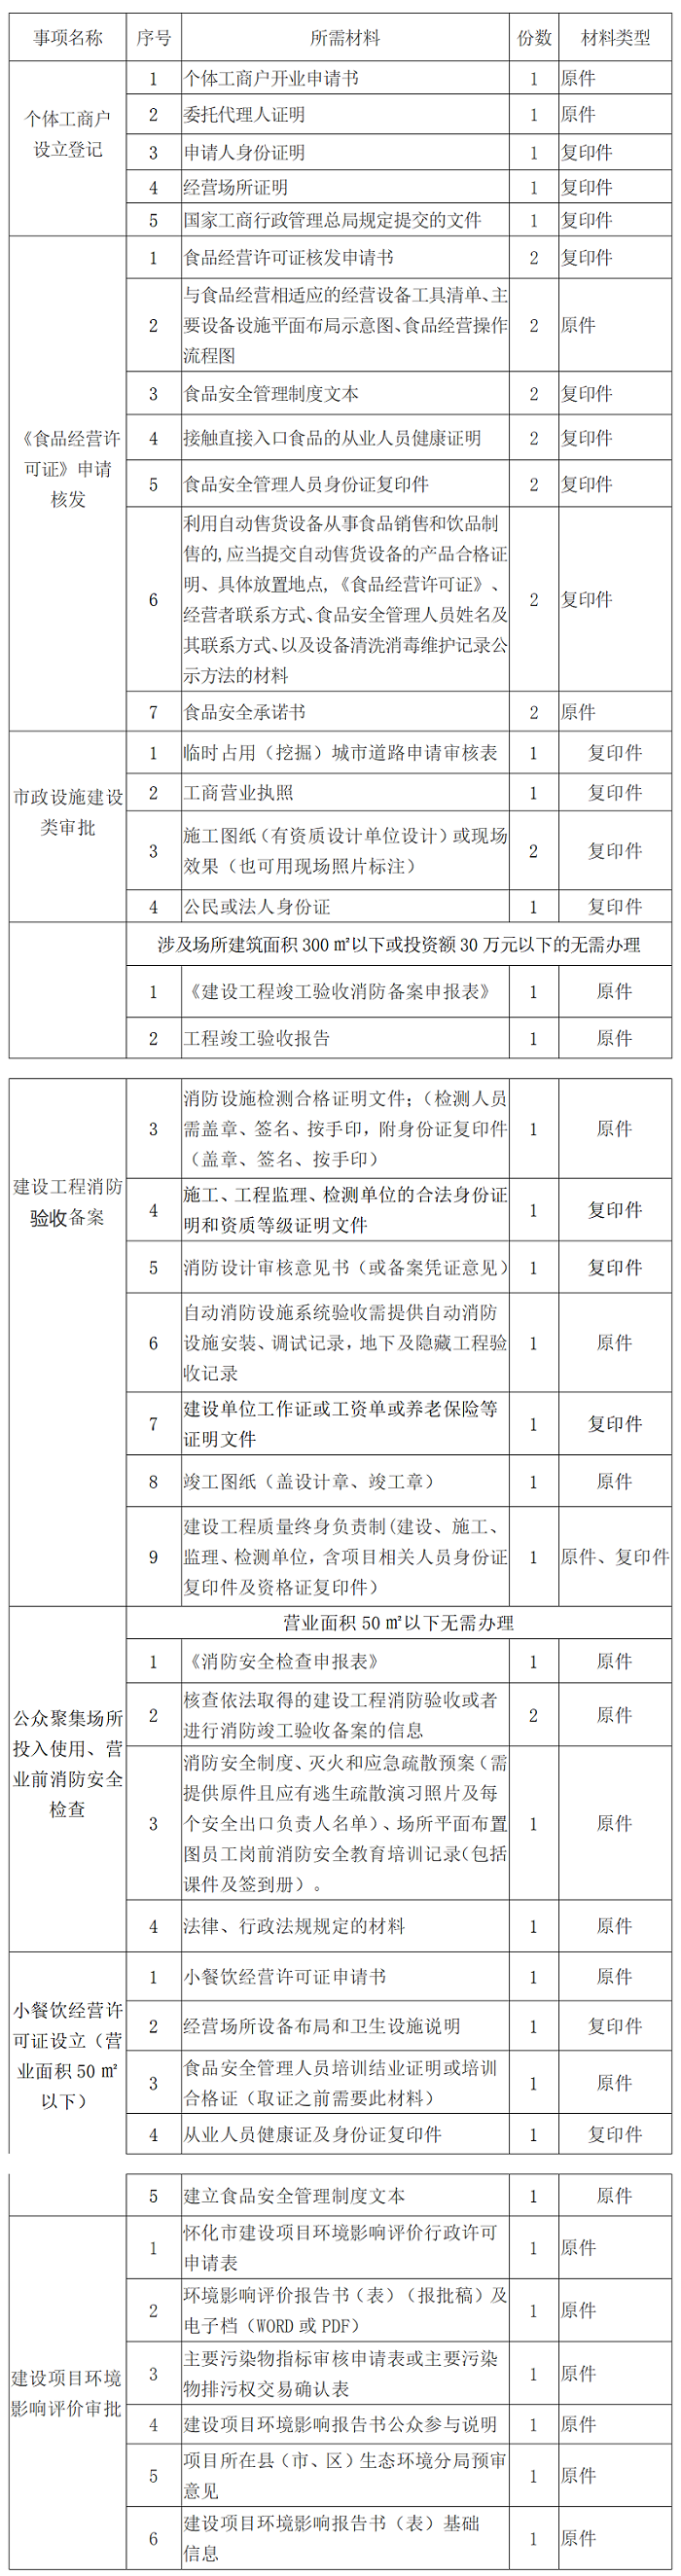 事项名称 序号 所需材料 份数 材料类型
个体工商户
设立登记
1 个体工商户开业申请书 1 原件
2 委托代理人证明 1 原件
3 申请人身份证明 1 复印件
4 经营场所证明 1 复印件
5 国家工商行政管理总局规定提交的文件 1 复印件
《食品经营许
可证》申请
核发
1 食品经营许可证核发申请书 2 复印件
2 与食品经营相适应的经营设备工具清单、主
要设备设施平面布局示意图、食品经营操作
流程图 2 原件
3 食品安全管理制度文本 2 复印件
4 接触直接入口食品的从业人员健康证明 2 复印件
5 食品安全管理人员身份证复印件 2 复印件
6 利用自动售货设备从事食品销售和饮品制
售的,应当提交自动售货设备的产品合格证
明、具体放置地点,《食品经营许可证》、
经营者联系方式、食品安全管理人员姓名及
其联系方式、以及设备清洗消毒维护记录公
示方法的材料 2 复印件
7 食品安全承诺书 2 原件
市政设施建设
类审批
1 临时占用（挖掘）城市道路申请审核表 1 复印件
2 工商营业执照 1 复印件
3 施工图纸（有资质设计单位设计）或现场
效果（也可用现场照片标注） 2 复印件
4 公民或法人身份证 1 复印件
涉及场所建筑面积 300 ㎡以下或投资额 30 万元以下的无需办理
1 《建设工程竣工验收消防备案申报表》 1 原件
2 工程竣工验收报告 1 原件
建设工程消防
验收备案
3 消防设施检测合格证明文件；（检测人员
需盖章、签名、按手印，附身份证复印件
（盖章、签名、按手印） 1 原件
4 施工、工程监理、检测单位的合法身份证
明和资质等级证明文件 1 复印件
5 消防设计审核意见书（或备案凭证意见） 1 复印件
6 自动消防设施系统验收需提供自动消防
设施安装、调试记录，地下及隐藏工程验
收记录 1 原件
7 建设单位工作证或工资单或养老保险等
证明文件 1 复印件
8 竣工图纸（盖设计章、竣工章） 1 原件
9 建设工程质量终身负责制(建设、施工、
监理、检测单位，含项目相关人员身份证
复印件及资格证复印件） 1 原件、复印件
公众聚集场所
投入使用、营
业前消防安全
检查
营业面积 50 ㎡以下无需办理
1 《消防安全检查申报表》 1 原件
2 核查依法取得的建设工程消防验收或者
进行消防竣工验收备案的信息 2 原件
3 消防安全制度、灭火和应急疏散预案（需
提供原件且应有逃生疏散演习照片及每
个安全出口负责人名单）、场所平面布置
图员工岗前消防安全教育培训记录(包括
课件及签到册）。 1 原件
4 法律、行政法规规定的材料 1 原件
小餐饮经营许
可证设立（营
业面积 50 ㎡
以下）
1 小餐饮经营许可证申请书 1 原件
2 经营场所设备布局和卫生设施说明 1 复印件
3 食品安全管理人员培训结业证明或培训
合格证（取证之前需要此材料） 1 原件
4 从业人员健康证及身份证复印件 1 复印件
5 建立食品安全管理制度文本 1 原件
建设项目环境
影响评价审批
1 怀化市建设项目环境影响评价行政许可
申请表 1 原件
2 环境影响评价报告书（表）（报批稿）及
电子档（WORD 或 PDF） 1 原件
3 主要污染物指标审核申请表或主要污染
物排污权交易确认表 1 原件
4 建设项目环境影响报告书公众参与说明 1 原件
5 项目所在县（市、区）生态环境分局预审
意见 1 原件
6 建设项目环境影响报告书（表）基础
信息 1 原件